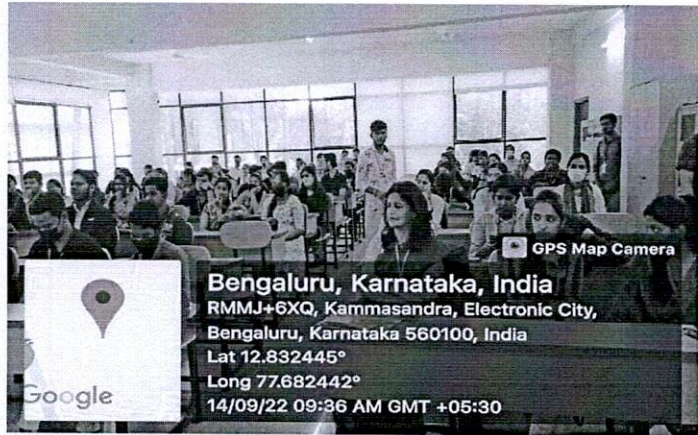 GPS Map Camera
Bengaluru, Karnataka, India
RMMJ+6XQ, Kammasandra, Electronic City,
Bengaluru, Karnataka 560100, India
Lat 12.832445°
Long 77.682442°
14/09/22 09:36 AM GMT +05:30
Google